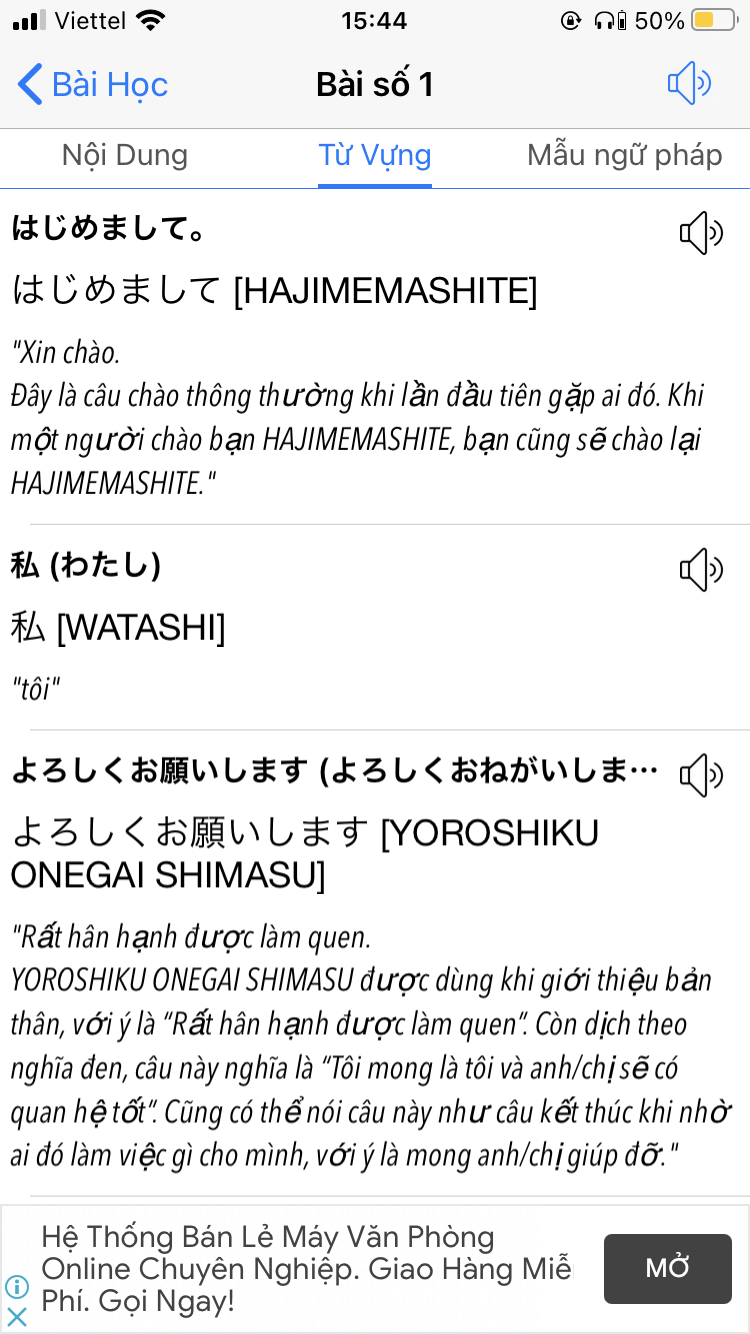 Viettel 15:44 50%
Bài Học Bài số 1
Nội Dung Từ Vựng Mẫu ngữ pháp
はじめまして。
はじめまして [HAJIMEMASHITE]
"Xin chào.
Đây là câu chào thông thường khi lần đầu tiên gặp ai đó. Khi
một người chào bạn HAJIMEMASHITE, bạn cũng sẽ chào lại
HAJIMEMASHITE."
私 (わたし)
私 [WATASHI]
"tôi"
よろしくお願いします (よろしくおねがいしま…
よろしくお願いします [YOROSHIKU
ONEGAI SHIMASU]
"Rất hân hạnh được làm quen.
YOROSHIKU ONEGAI SHIMASU được dùng khi giới thiệu bản
thân, với ý là “Rất hân hạnh được làm quen“. Còn dịch theo
nghĩa đen, câu này nghĩa là “Tôi mong là tôi và anh/chị sẽ có
quan hệ tốt“. Cũng có thể nói câu này như câu kết thúc khi nhờ
ai đó làm việc gì cho mình, với ý là mong anh/chị giúp đỡ."
Hệ Thống Bán Lẻ Máy Văn Phòng
Online Chuyên Nghiệp. Giao Hàng Miễ
Phí. Gọi Ngay!
MỞ